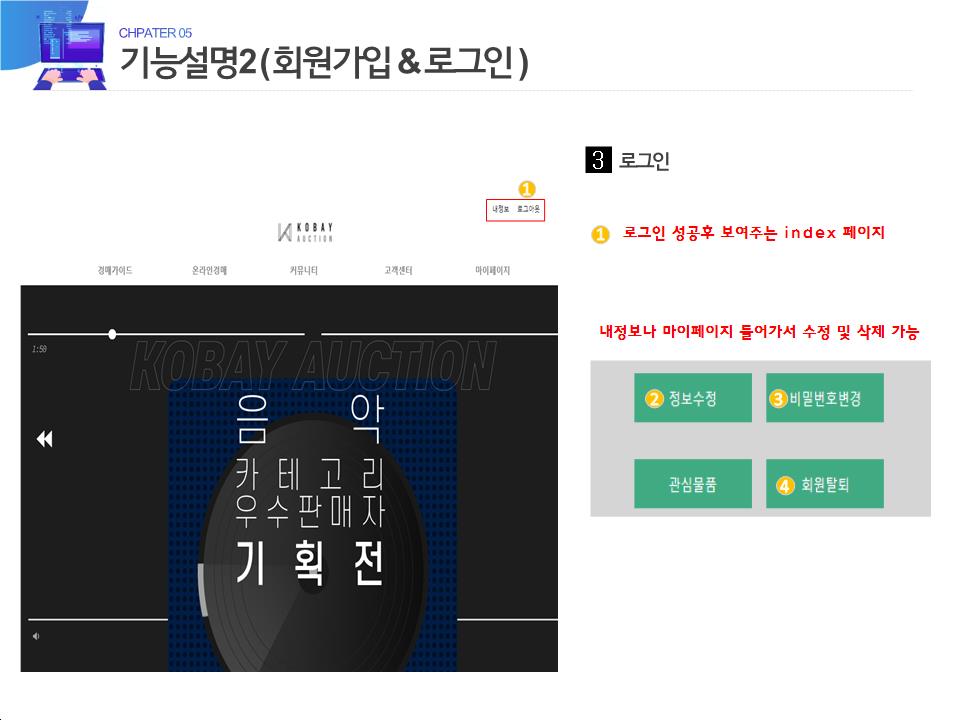 CHPATER 05
기능설명2 ( 회원가입 & 로그인 )
3 로그인
1
내정보 로그아웃
KOBAY
AUCTION
1 로그인 성공후 보여주는 index 페이지
경매가이드 온라인경매 커뮤니티 고객센터 마이페이지
내정보나 마이페이지 들어가서 수정 및 삭제 가능
1:50
KOBAY AUCTION
음악
카테고리
우수판매자
기획전
2 정보수정
3 비밀번호변경
관심물품
4 회원탈퇴